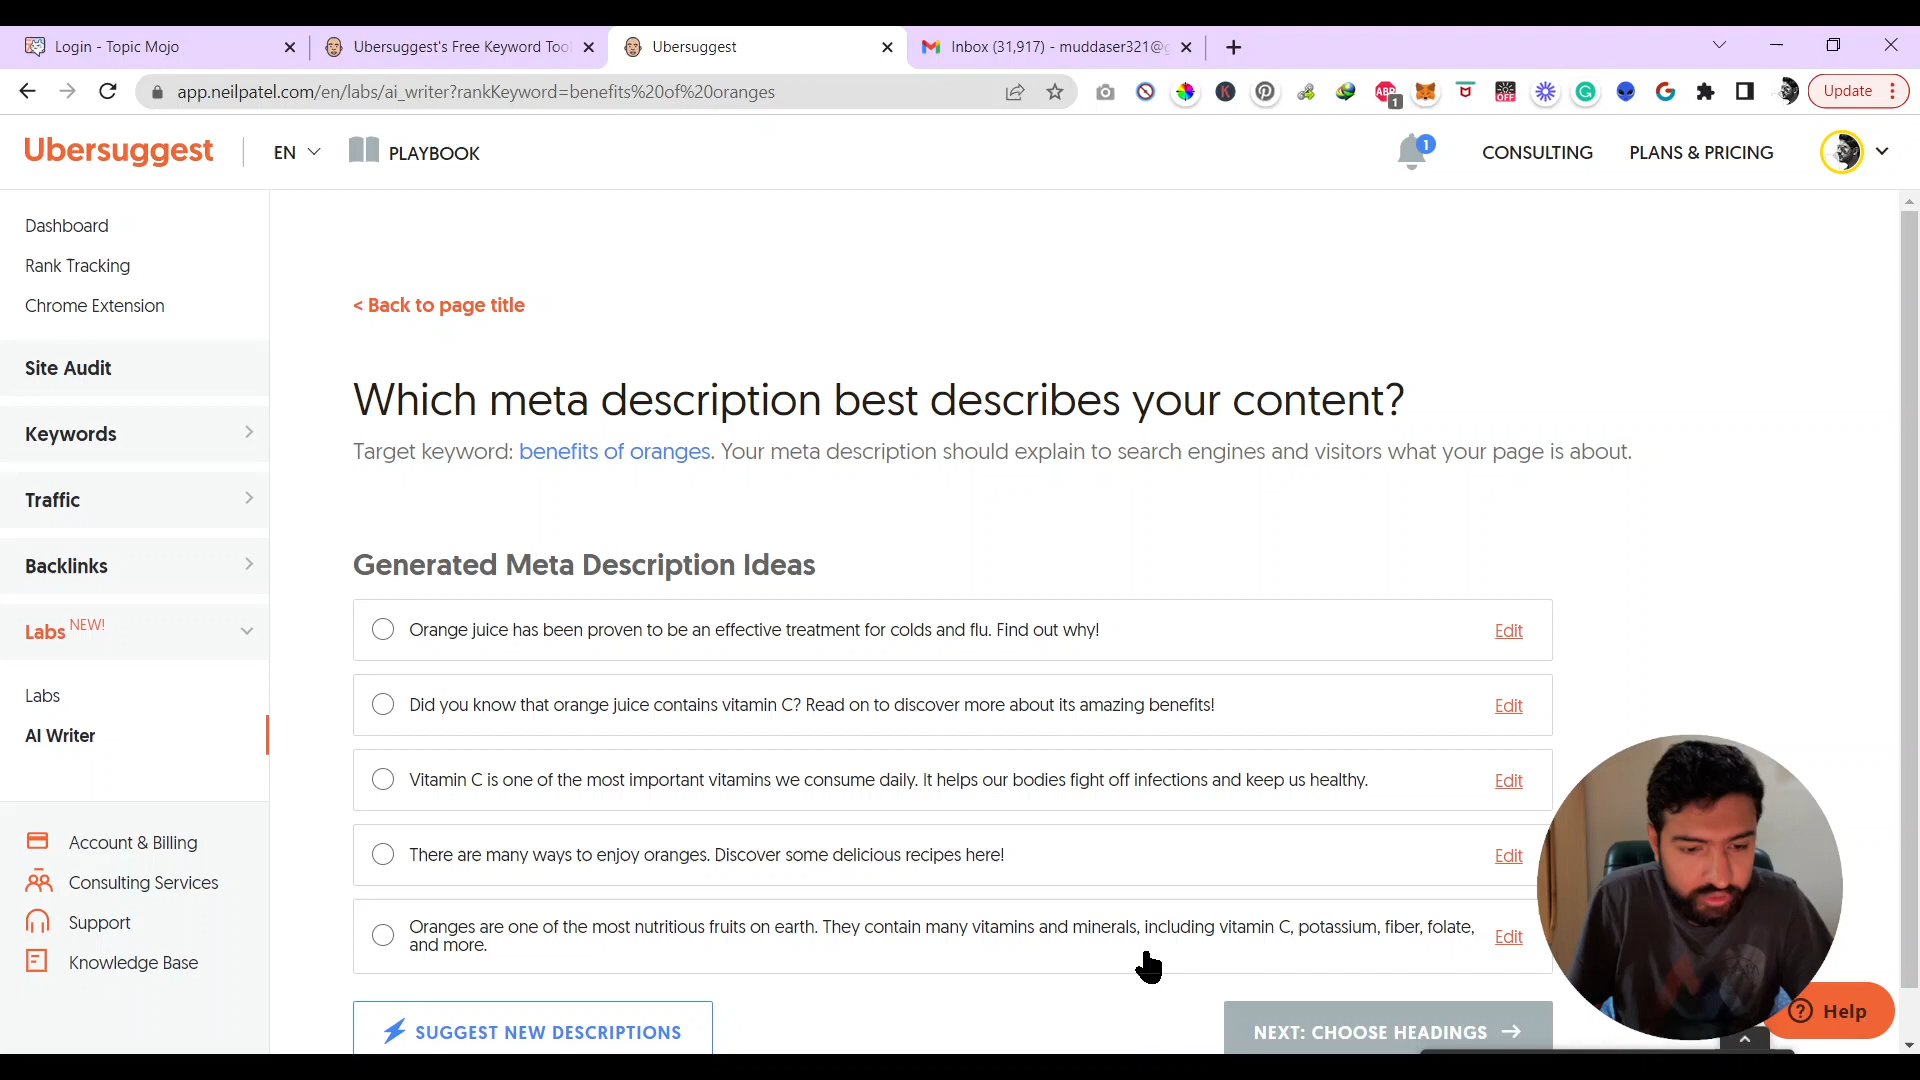 Login - Topic Mojo
Ubersuggest's Free Keyword Tool
Ubersuggest
Inbox (31,917) - muddaser321@g
app.neilpatel.com/en/labs/ai_writer?rankKeyword=benefits%20of%20oranges
ABP
1
K
OFF
Update
Ubersuggest
EN
PLAYBOOK
1
CONSULTING
PLANS & PRICING
Dashboard
Rank Tracking
Chrome Extension
Site Audit
Keywords
Traffic
Backlinks
Labs NEW!
Labs
AI Writer
Account & Billing
Consulting Services
Support
Knowledge Base
< Back to page title
Which meta description best describes your content?
Target keyword: benefits of oranges. Your meta description should explain to search engines and visitors what your page is about.
Generated Meta Description Ideas
Orange juice has been proven to be an effective treatment for colds and flu. Find out why!
Edit
Did you know that orange juice contains vitamin C? Read on to discover more about its amazing benefits!
Edit
Vitamin C is one of the most important vitamins we consume daily. It helps our bodies fight off infections and keep us healthy.
Edit
There are many ways to enjoy oranges. Discover some delicious recipes here!
Edit
Oranges are one of the most nutritious fruits on earth. They contain many vitamins and minerals, including vitamin C, potassium, fiber, folate,
and more.
Edit
SUGGEST NEW DESCRIPTIONS
NEXT: CHOOSE HEADINGS →
? Help